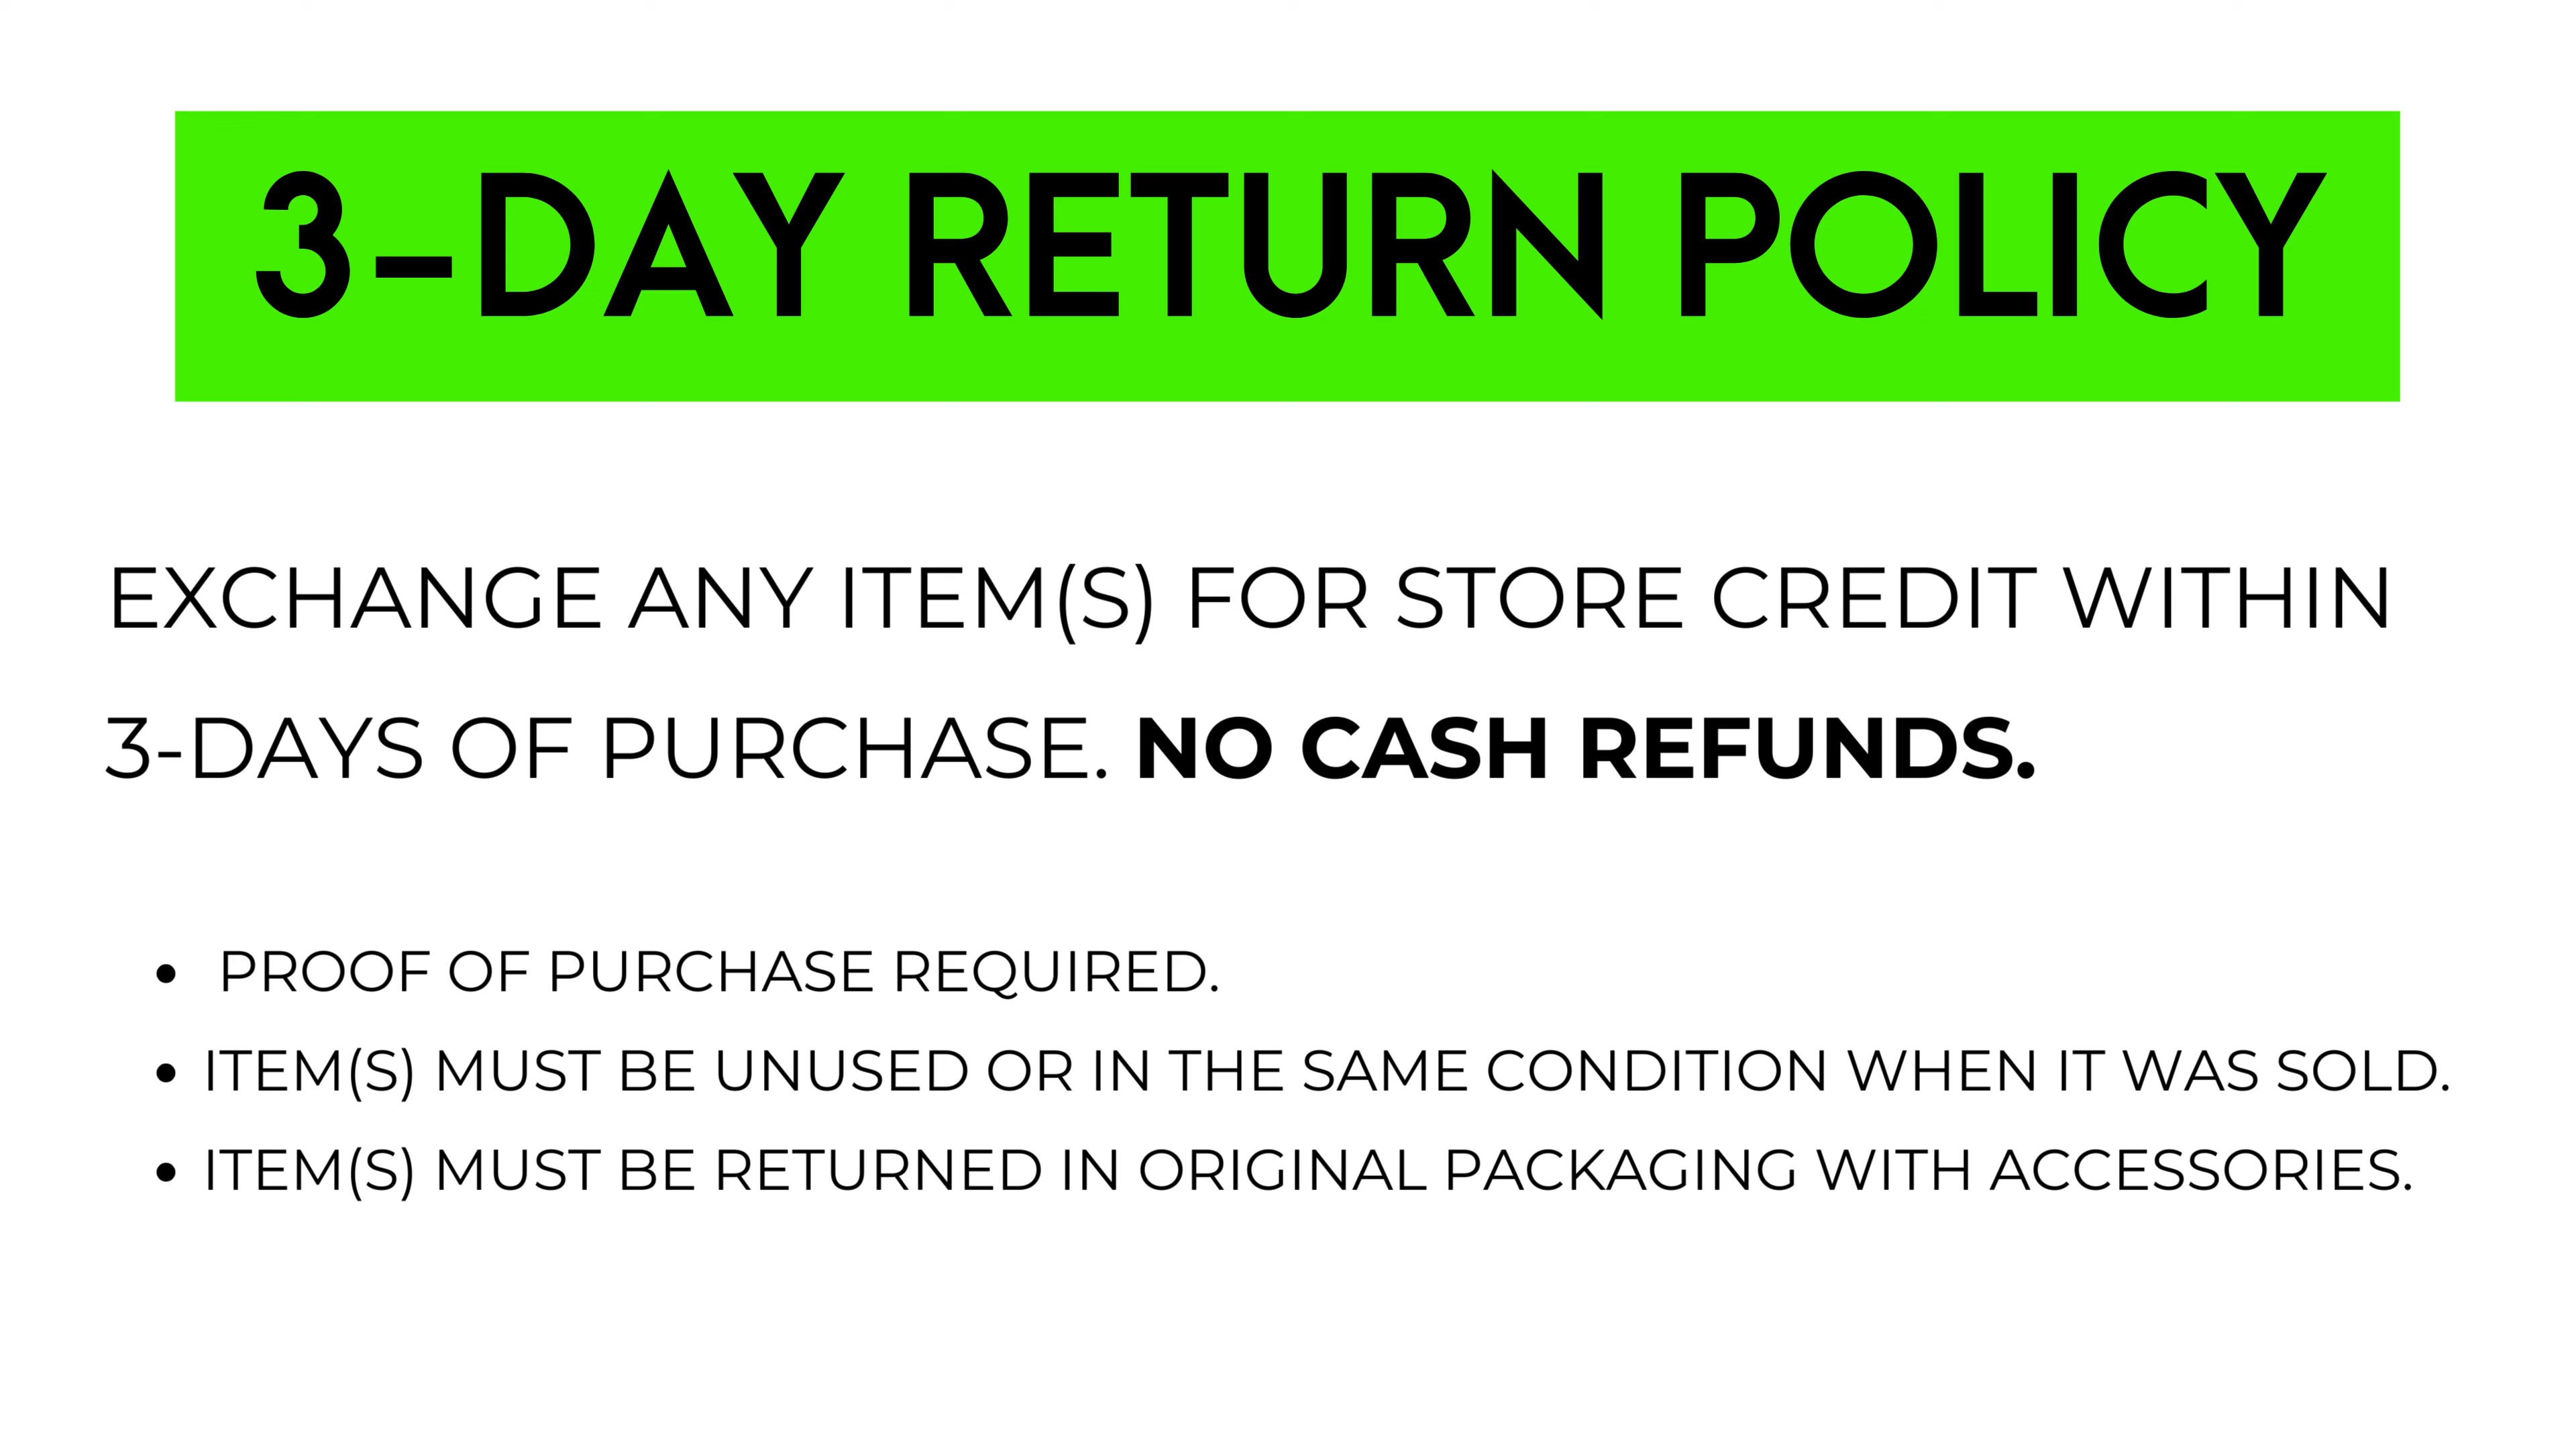 3-DAY RETURN POLICY
EXCHANGE ANY ITEM(S) FOR STORE CREDIT WITHIN
3-DAYS OF PURCHASE. NO CASH REFUNDS.
• PROOF OF PURCHASE REQUIRED.
• ITEM(S) MUST BE UNUSED OR IN THE SAME CONDITION WHEN IT WAS SOLD.
• ITEM(S) MUST BE RETURNED IN ORIGINAL PACKAGING WITH ACCESSORIES.